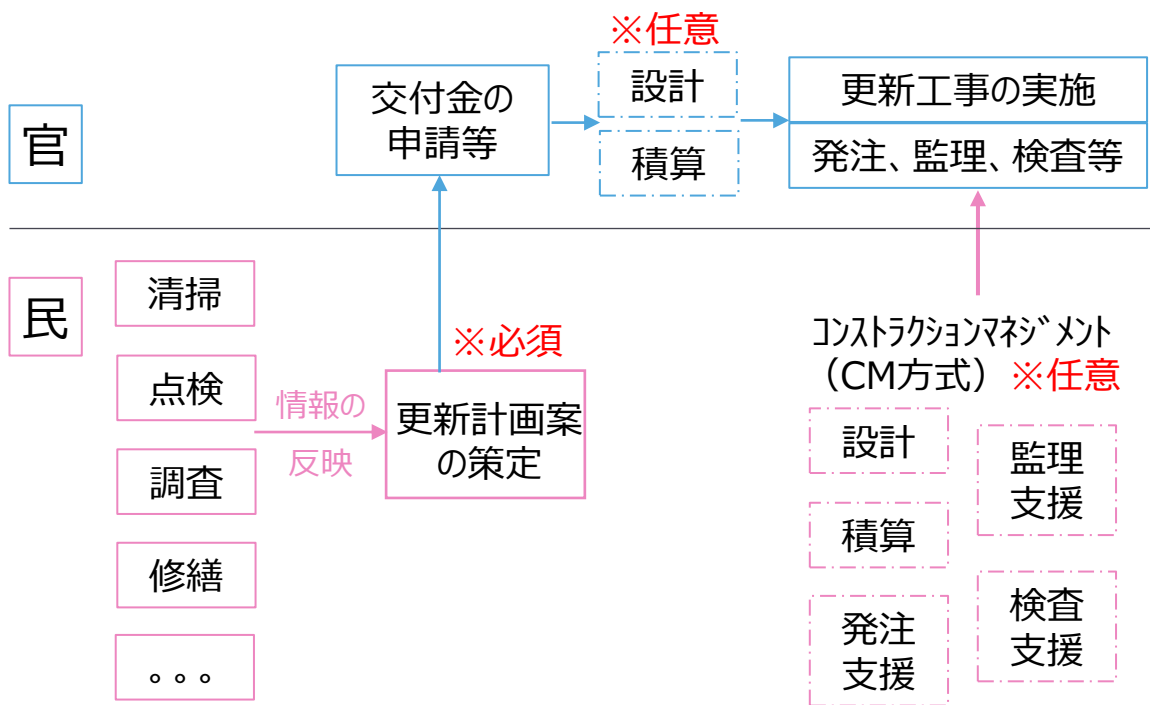 官
交付金の
申請等
※任意
設計
積算
更新工事の実施
発注、監理、検査等
民
清掃
点検
調査
修繕
。。。
情報の
反映
※必須
更新計画案
の策定
コンストラクションマネジメント
（CM方式）※任意
設計
積算
発注
支援
監理
支援
検査
支援